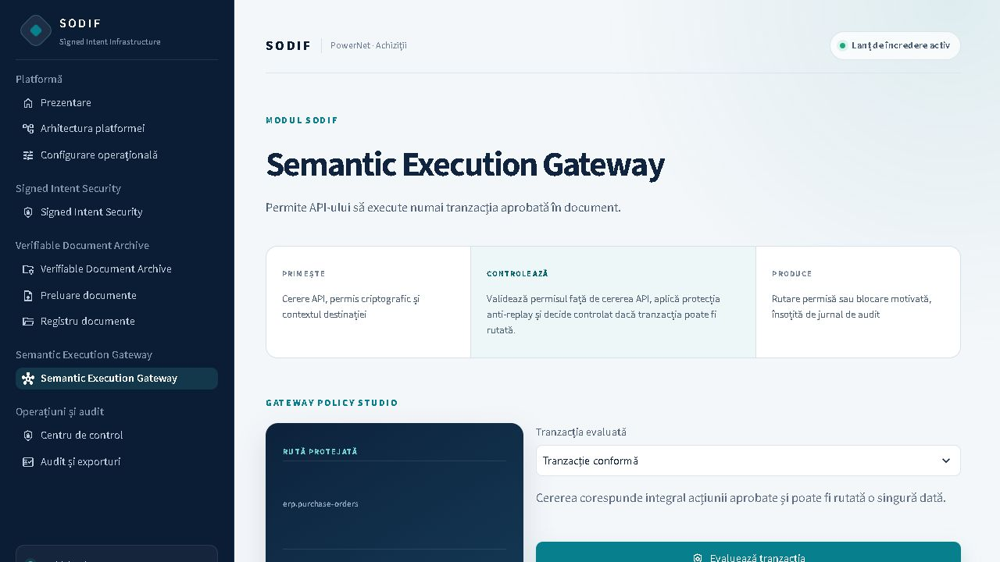 SODIF
Signed Intent Infrastructure
Platformă
Prezentare
Arhitectura platformei
Configurare operațională
Signed Intent Security
Signed Intent Security
Verifiable Document Archive
Verifiable Document Archive
Preluare documente
Registru documente
Semantic Execution Gateway
Semantic Execution Gateway
Operațiuni și audit
Centru de control
Audit și exporturi
SODIF
PowerNet · Achiziții
Lanț de încredere activ
MODUL SODIF
Semantic Execution Gateway
Permite API-ului să execute numai tranzacția aprobată în document.
PRIMEȘTE
Cerere API, permis criptografic și
contextul destinației
CONTROLEAZĂ
Validează permisul față de cererea API, aplică protecția
anti-replay și decide controlat dacă tranzacția poate fi
rutată.
PRODUCE
Rutare permisă sau blocare motivată,
însoțită de jurnal de audit
GATEWAY POLICY STUDIO
RUTĂ PROTEJATĂ
erp.purchase-orders
Tranzacția evaluată
Tranzacție conformă
Cererea corespunde integral acțiunii aprobate și poate fi rutată o singură dată.
Evaluează tranzacția